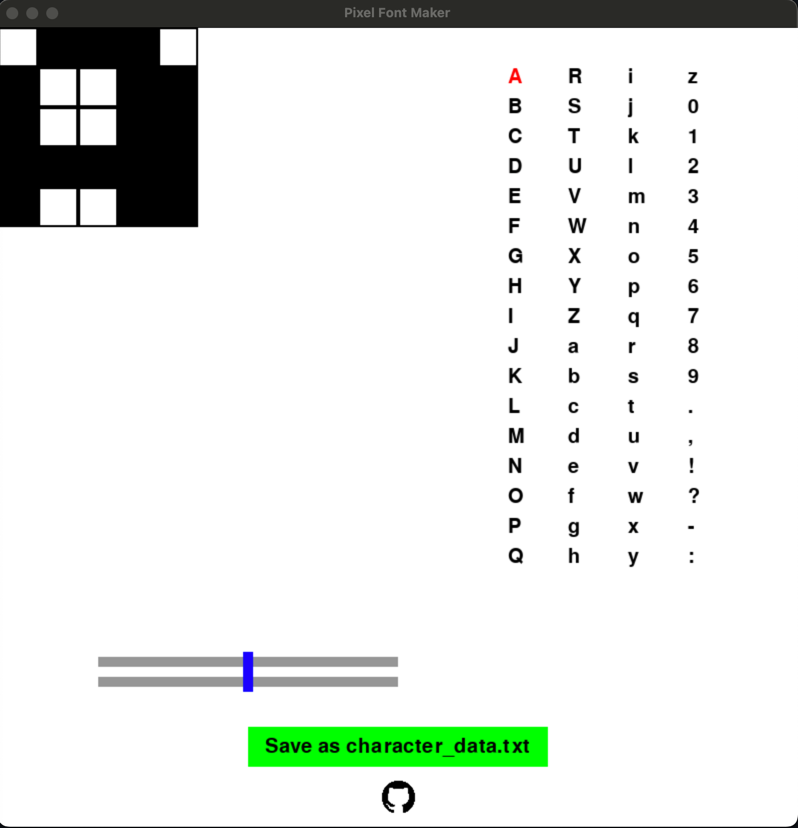 Pixel Font Maker
A R i z
B S j 0
C T k 1
D U l 2
E V m 3
F W n 4
G X o 5
H Y p 6
I Z q 7
J a r 8
K b s 9
L c t .
M d u ,
N e v !
O f w ?
P g x -
Q h y :
Save as character_data.txt